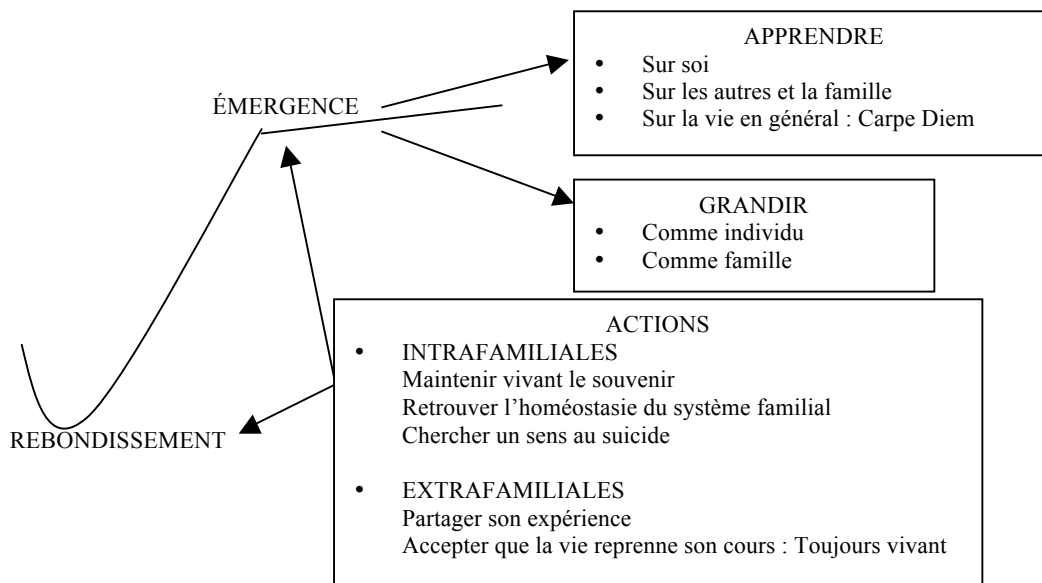 APPRENDRE
• Sur soi
• Sur les autres et la famille
• Sur la vie en général : Carpe Diem
ÉMERGENCE
GRANDIR
• Comme individu
• Comme famille
ACTIONS
• INTRAFAMILIALES
Maintenir vivant le souvenir
Retrouver l’homéostasie du système familial
Chercher un sens au suicide
• EXTRAFAMILIALES
Partager son expérience
Accepter que la vie reprenne son cours : Toujours vivant
REBONDISSEMENT